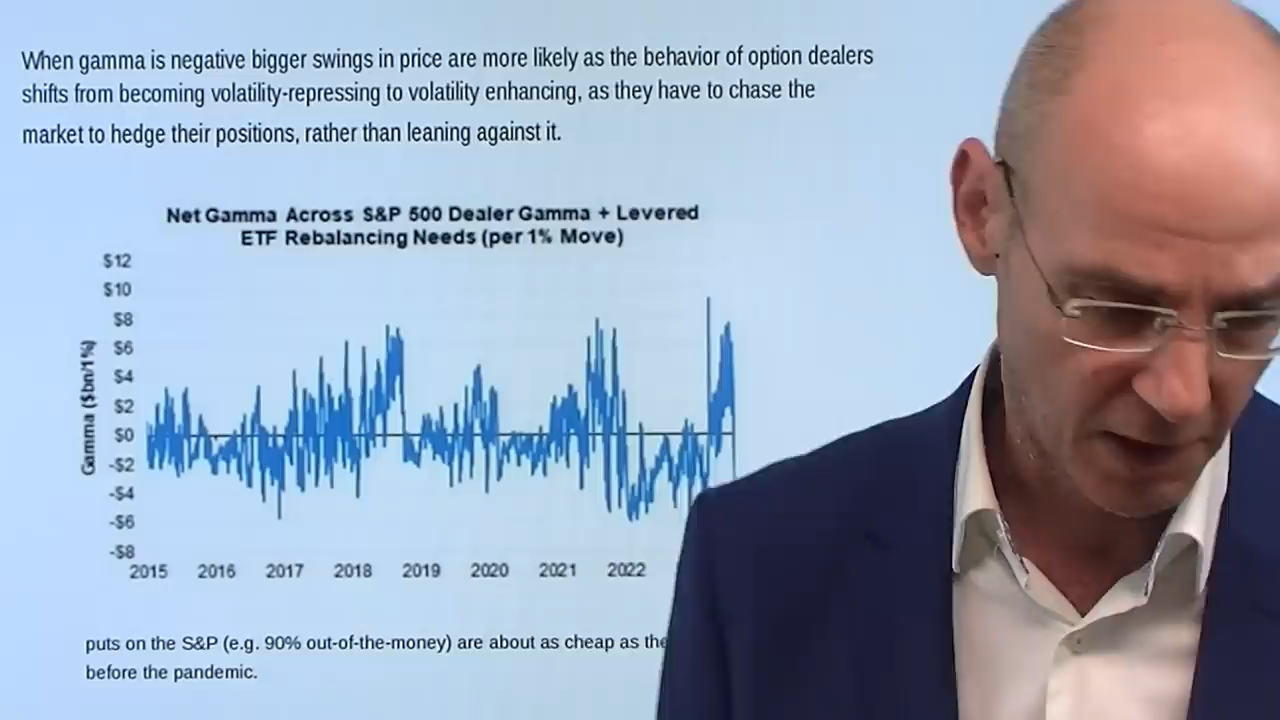 When gamma is negative bigger swings in price are more likely as the behavior of option dealers
shifts from becoming volatility-repressing to volatility enhancing, as they have to chase the
market to hedge their positions, rather than leaning against it.
Net Gamma Across S&P 500 Dealer Gamma + Levered
ETF Rebalancing Needs (per 1% Move)
Gamma ($bn/1%)
$12
$10
$8
$6
$4
$2
$0
-$2
-$4
-$6
-$8
2015 2016 2017 2018 2019 2020 2021 2022
puts on the S&P (e.g. 90% out-of-the-money) are about as cheap as the
before the pandemic.